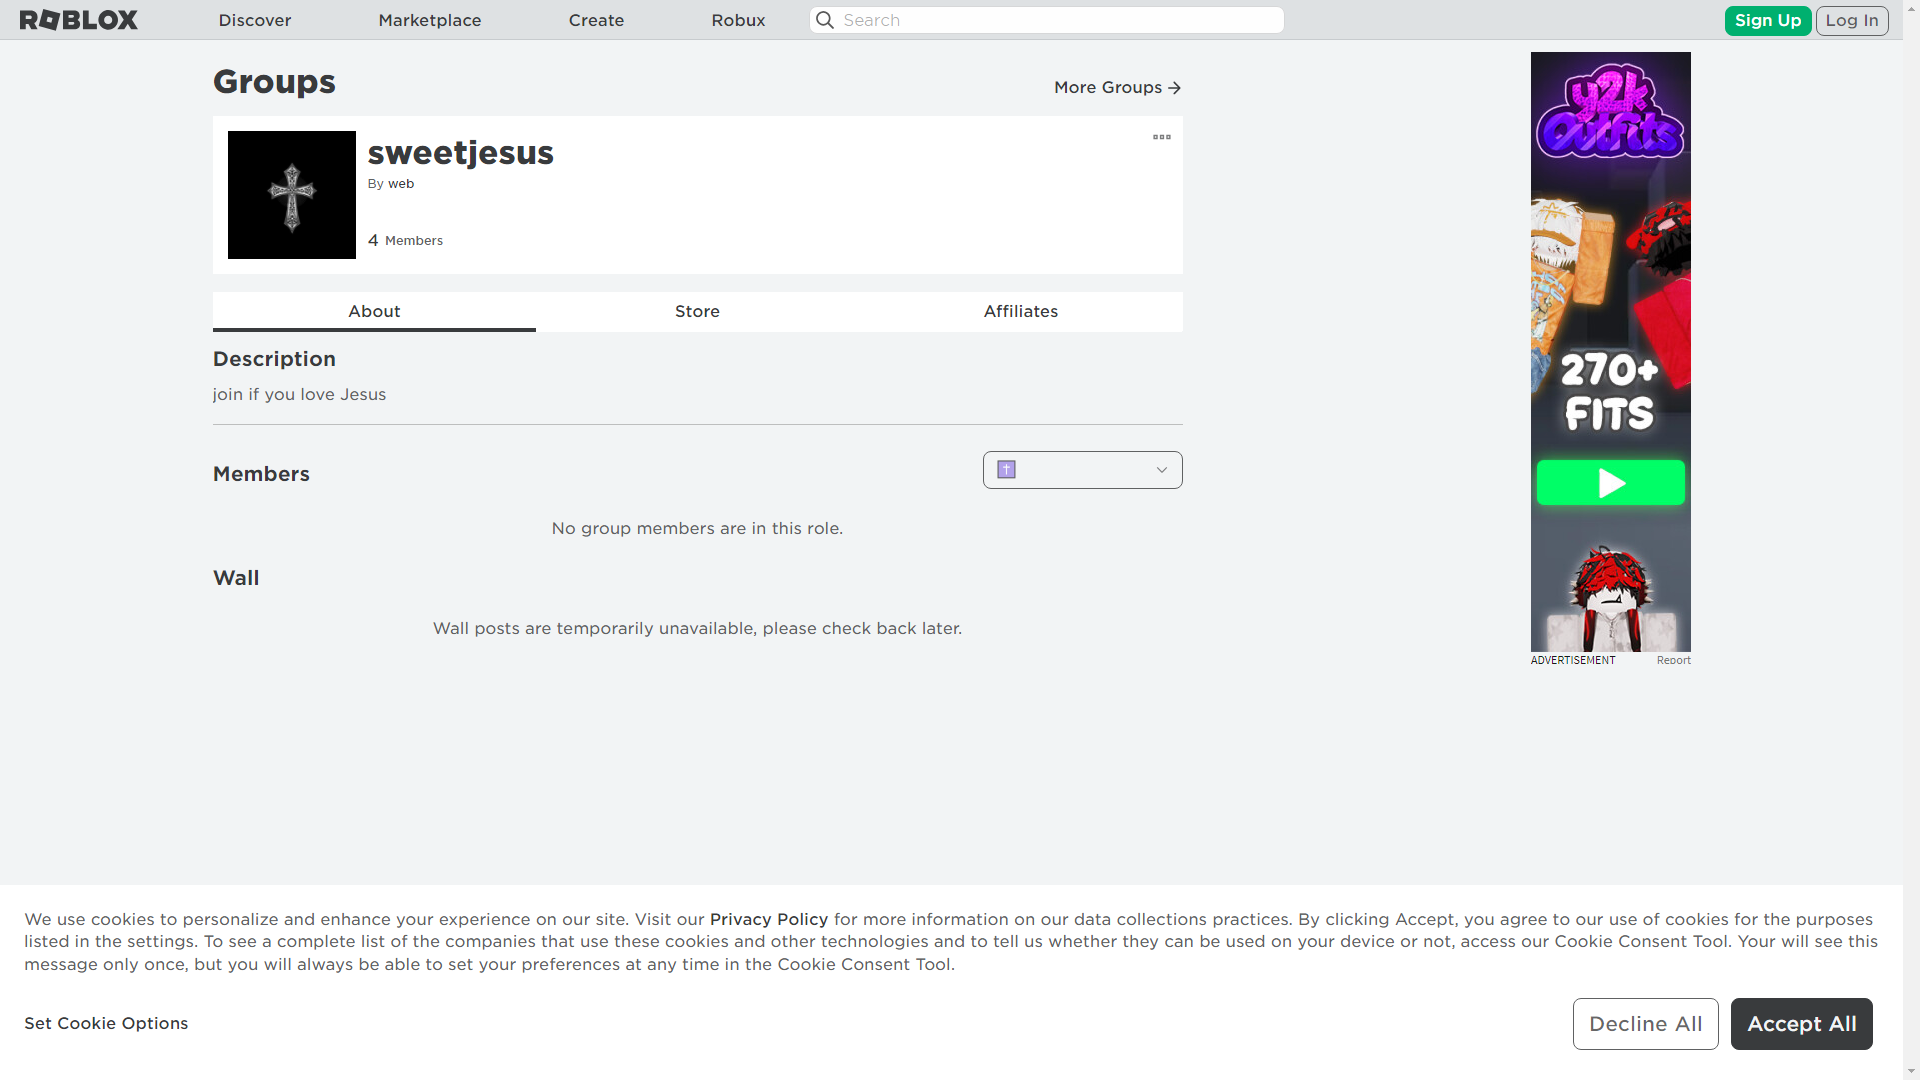 ROBLOX
Discover
Marketplace
Create
Robux
Search
Sign Up
Log In
Groups
More Groups
sweetjesus
By web
4 Members
About
Store
Affiliates
Description
join if you love Jesus
Members
No group members are in this role.
Wall
Wall posts are temporarily unavailable, please check back later.
y2k
Outfits
270+
FITS
ADVERTISEMENT
Report
We use cookies to personalize and enhance your experience on our site. Visit our Privacy Policy for more information on our data collections practices. By clicking Accept, you agree to our use of cookies for the purposes
listed in the settings. To see a complete list of the companies that use these cookies and other technologies and to tell us whether they can be used on your device or not, access our Cookie Consent Tool. Your will see this
message only once, but you will always be able to set your preferences at any time in the Cookie Consent Tool.
Set Cookie Options
Decline All
Accept All